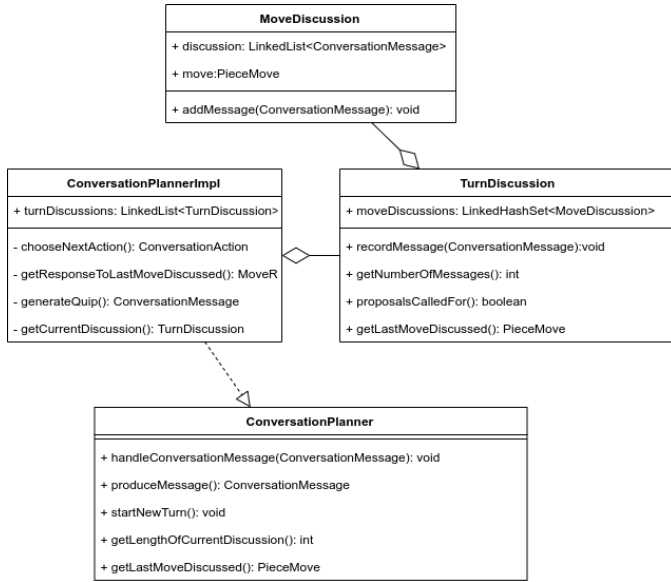 MoveDiscussion
+ discussion: LinkedList<ConversationMessage>
+ move:PieceMove
+ addMessage(ConversationMessage): void
ConversationPlannerImpl
+ turnDiscussions: LinkedList<TurnDiscussion>
- chooseNextAction(): ConversationAction
- getResponseToLastMoveDiscussed(): MoveR
- generateQuip(): ConversationMessage
- getCurrentDiscussion(): TurnDiscussion
TurnDiscussion
+ moveDiscussions: LinkedHashSet<MoveDiscussion>
+ recordMessage(ConversationMessage):void
+ getNumberOfMessages(): int
+ proposalsCalledFor(): boolean
+ getLastMoveDiscussed(): PieceMove
ConversationPlanner
+ handleConversationMessage(ConversationMessage): void
+ produceMessage(): ConversationMessage
+ startNewTurn(): void
+ getLengthOfCurrentDiscussion(): int
+ getLastMoveDiscussed(): PieceMove